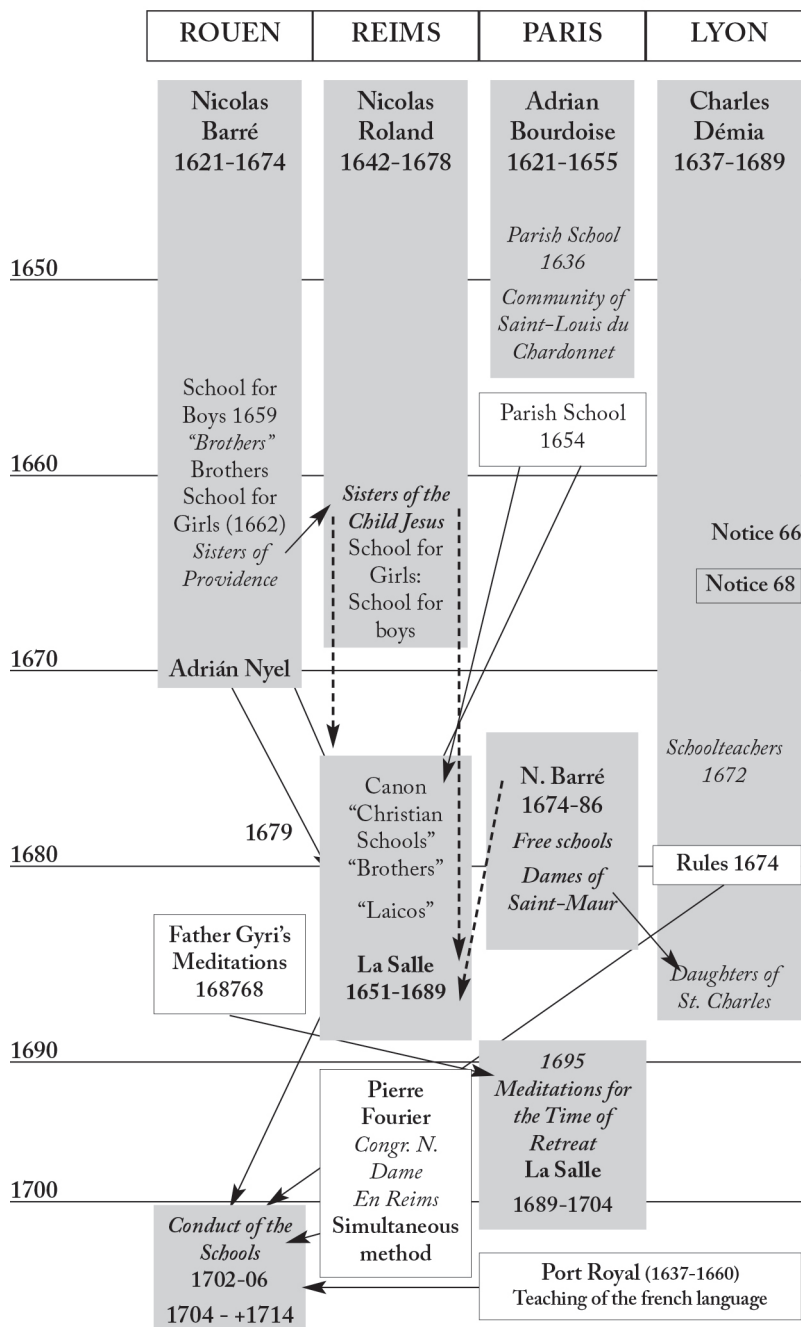 ROUEN
REIMS
PARIS
LYON
Nicolas
Barré
1621-1674
Nicolas
Roland
1642-1678
Adrian
Bourdoise
1621-1655
Charles
Démia
1637-1689
Parish School
1636
1650
Community of
Saint-Louis du
Chardonnet
School for
Boys 1659
“Brothers”
Brothers
School for
Girls (1662)
Sisters of
Providence
Parish School
1654
1660
Sisters of the
Child Jesus
School for
Girls:
School for
boys
Notice 66
Notice 68
1670
Adrián Nyel
Schoolteachers
1672
Canon
“Christian
Schools”
“Brothers”
“Laicos”
La Salle
1651-1689
N. Barré
1674-86
Free schools
Dames of
Saint-Maur
1679
1680
Rules 1674
Father Gyri’s
Meditations
168768
Daughters of
St. Charles
1690
1695
Meditations for
the Time of
Retreat
La Salle
1689-1704
Pierre
Fourier
Congr. N.
Dame
En Reims
Simultaneous
method
1700
Conduct of the
Schools
1702-06
1704 - +1714
Port Royal (1637-1660)
Teaching of the french language